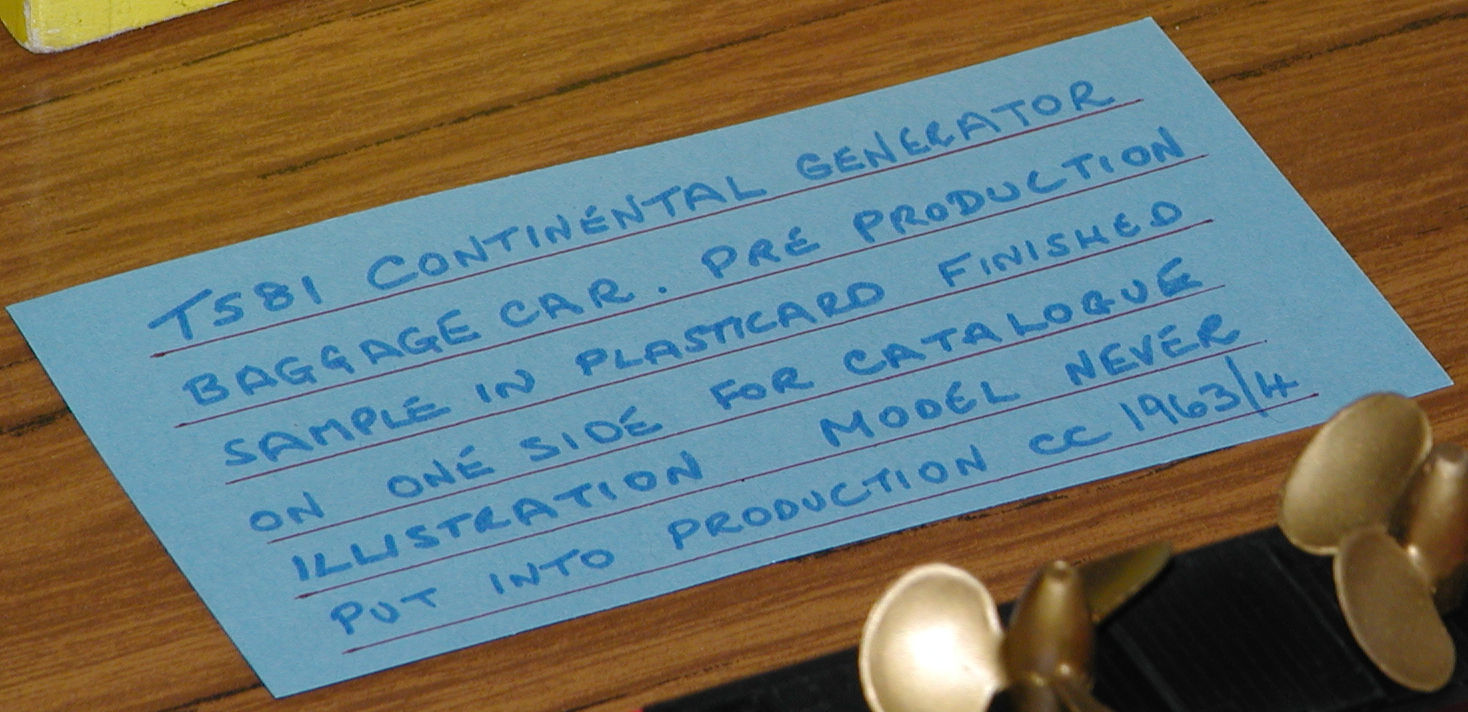 T581 CONTINENTAL GENERATOR
BAGGAGE CAR. PRE PRODUCTION
SAMPLE IN PLASTICARD FINISHED
ON ONE SIDE FOR CATALOGUE
ILLUSTRATION MODEL NEVER
PUT INTO PRODUCTION CC 1963/4